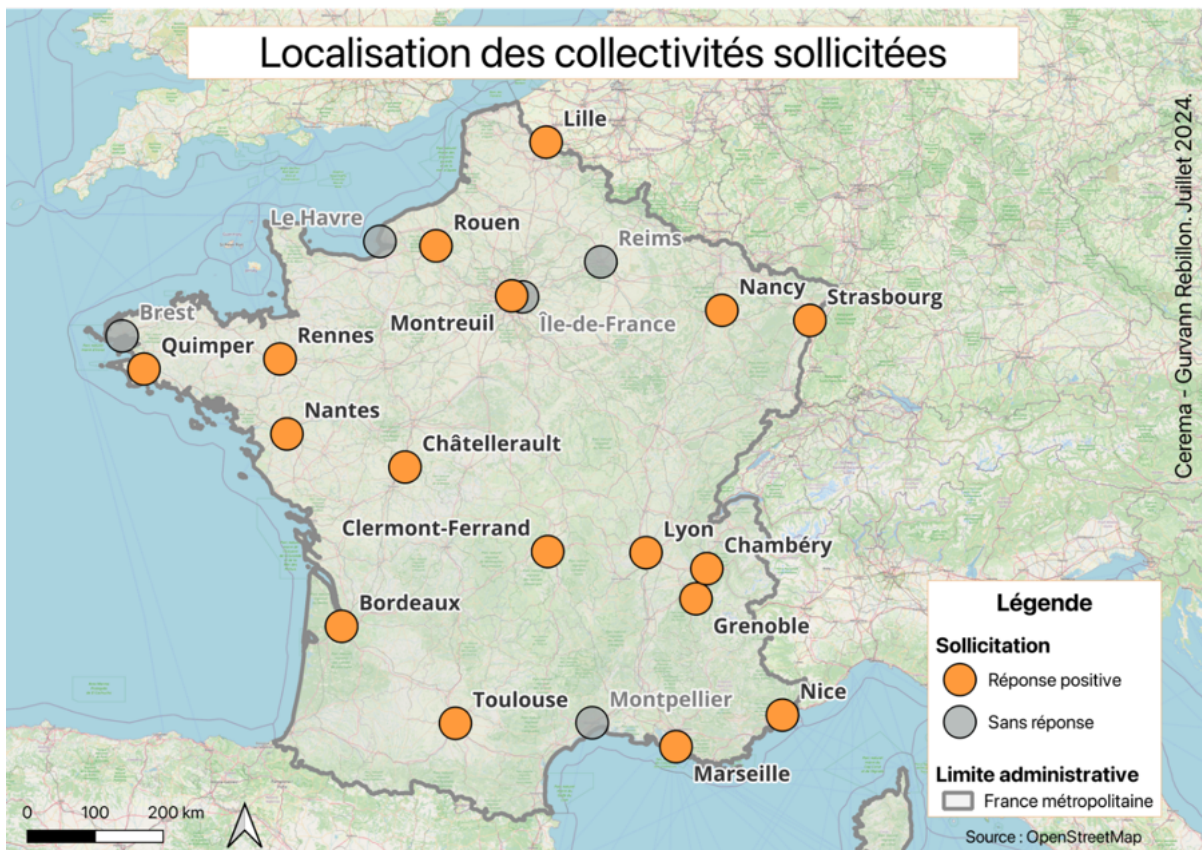 Localisation des collectivités sollicitées
Cerema - Gurvann Rebillon. Juillet 2024.
Lille
Le Havre
Rouen
Reims
Nancy
Strasbourg
Montreuil
Île-de-France
Brest
Quimper
Rennes
Nantes
Châtellerault
Clermont-Ferrand
Lyon
Chambéry
Grenoble
Bordeaux
Toulouse
Montpellier
Nice
Marseille
Légende
Sollicitation
Réponse positive
Sans réponse
Limite administrative
France métropolitaine
Source : OpenStreetMap
0 100 200 km